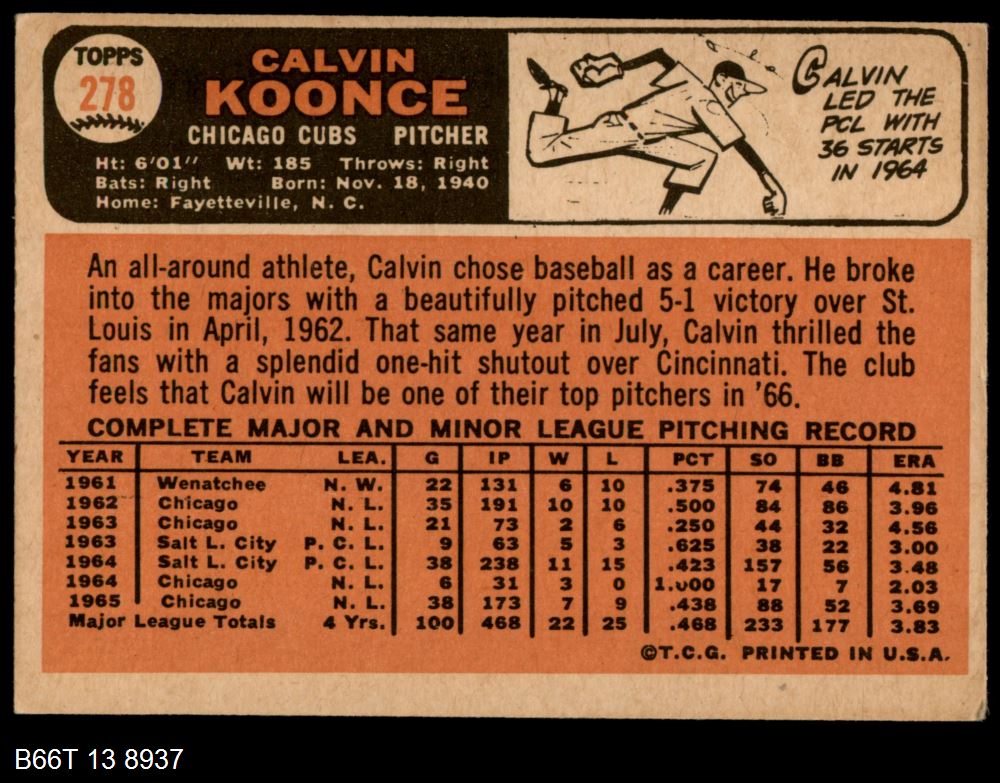 TOPPS
278
CALVIN
KOONCE
CHICAGO CUBS PITCHER
Ht: 6'01" Wt: 185 Throws: Right
Bats: Right Born: Nov. 18, 1940
Home: Fayetteville, N. C.
CALVIN
LED THE
PCL WITH
36 STARTS
IN 1964
An all-around athlete, Calvin chose baseball as a career. He broke
into the majors with a beautifully pitched 5-1 victory over St.
Louis in April, 1962. That same year in July, Calvin thrilled the
fans with a splendid one-hit shutout over Cincinnati. The club
feels that Calvin will be one of their top pitchers in '66.
COMPLETE MAJOR AND MINOR LEAGUE PITCHING RECORD
YEAR TEAM LEA. G IP W L PCT SO BB ERA
1961 Wenatchee N. W. 22 131 6 10 .375 74 46 4.81
1962 Chicago N. L. 35 191 10 10 .500 84 86 3.96
1963 Chicago N. L. 21 73 2 6 .250 44 32 4.56
1963 Salt L. City P. C. L. 9 63 5 3 .625 38 22 3.00
1964 Salt L. City P. C. L. 38 238 11 15 .423 157 56 3.48
1964 Chicago N. L. 6 31 3 0 1.000 17 7 2.03
1965 Chicago N. L. 38 173 7 9 .438 88 52 3.69
Major League Totals 4 Yrs. 100 468 22 25 .468 233 177 3.83
©T.C.G. PRINTED IN U.S.A.
B66T 13 8937